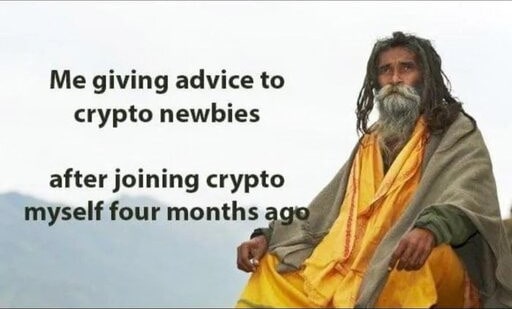 Me giving advice to
crypto newbies
after joining crypto
myself four months ago